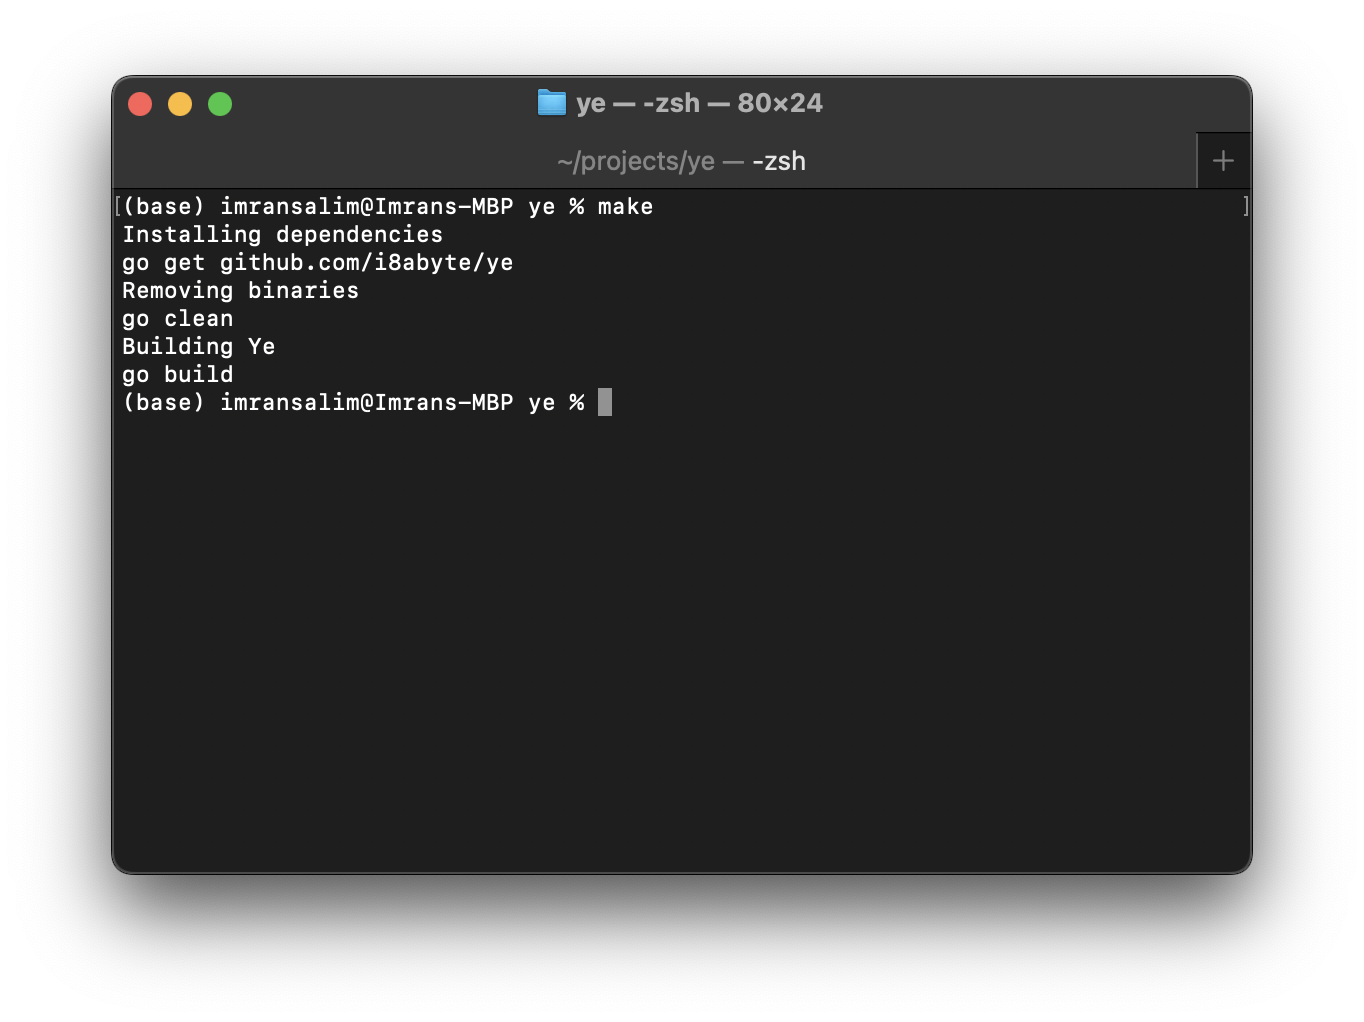 ye — -zsh — 80×24
~/projects/ye — -zsh
[(base) imransalim@Imrans-MBP ye % make ]
Installing dependencies
go get github.com/i8abyte/ye
Removing binaries
go clean
Building Ye
go build
(base) imransalim@Imrans-MBP ye %